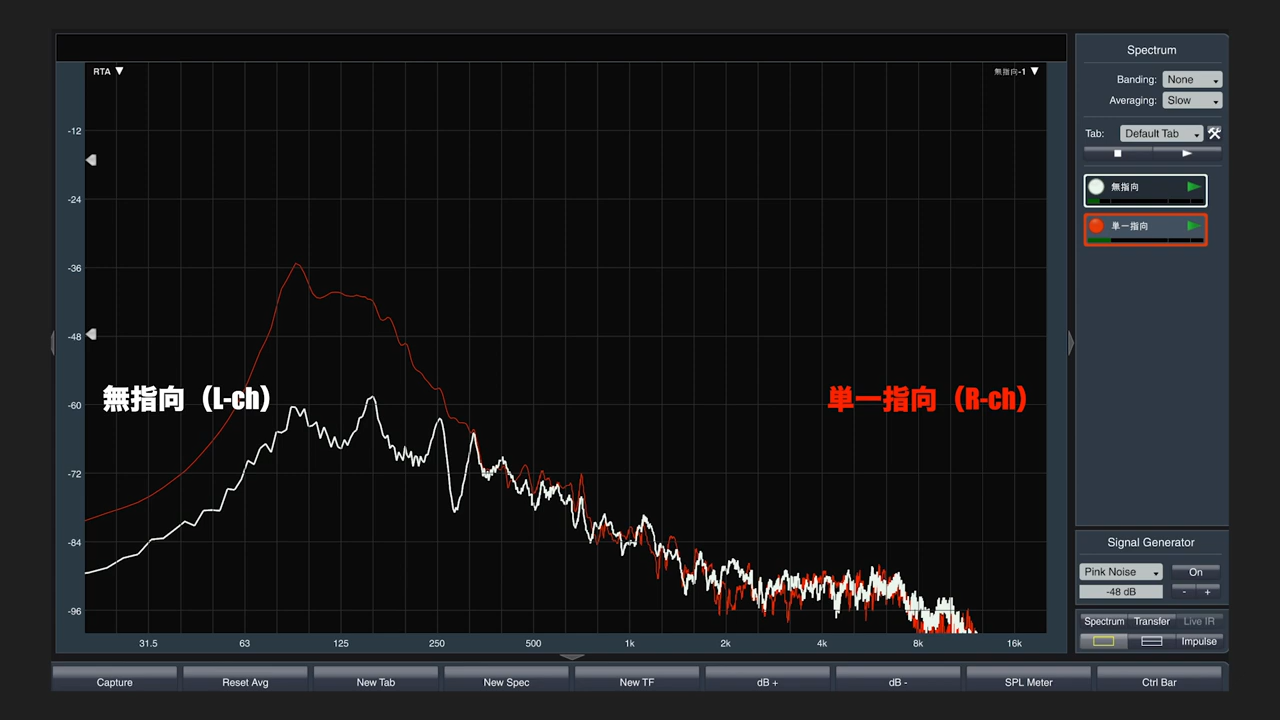 RTA
無指向-1
-12
-24
-36
-48
-60
-72
-84
-96
31.5 63 125 250 500 1k 2k 4k 8k 16k
無指向（L-ch）
単一指向（R-ch）
Spectrum
Banding: None
Averaging: Slow
Tab: Default Tab
無指向
単一指向
Signal Generator
Pink Noise On
-48 dB - +
Spectrum Transfer Live IR
Impulse
Capture Reset Avg New Tab New Spec New TF dB + dB - SPL Meter Ctrl Bar